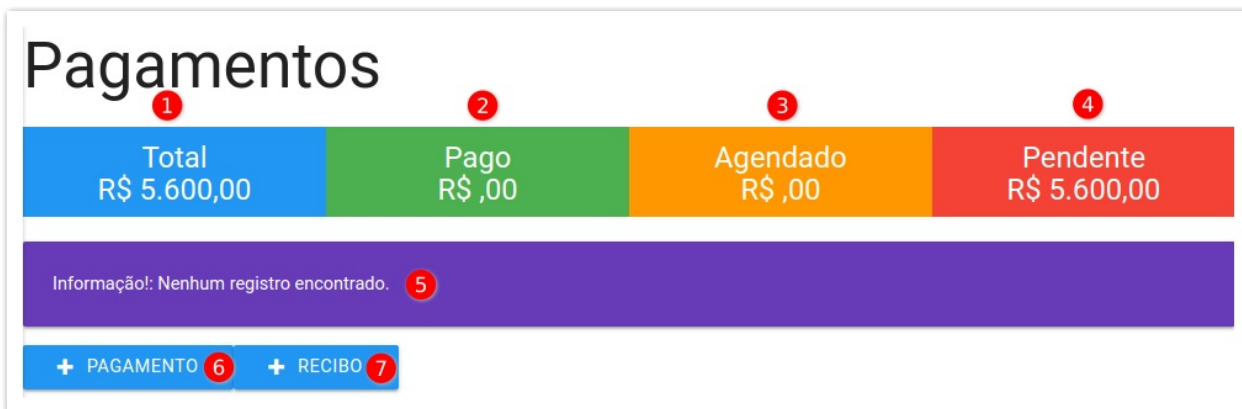 Pagamentos
1 2 3 4
Total Pago Agendado Pendente
R$ 5.600,00 R$ ,00 R$ ,00 R$ 5.600,00
Informação!: Nenhum registro encontrado. 5
+ PAGAMENTO 6 + RECIBO 7